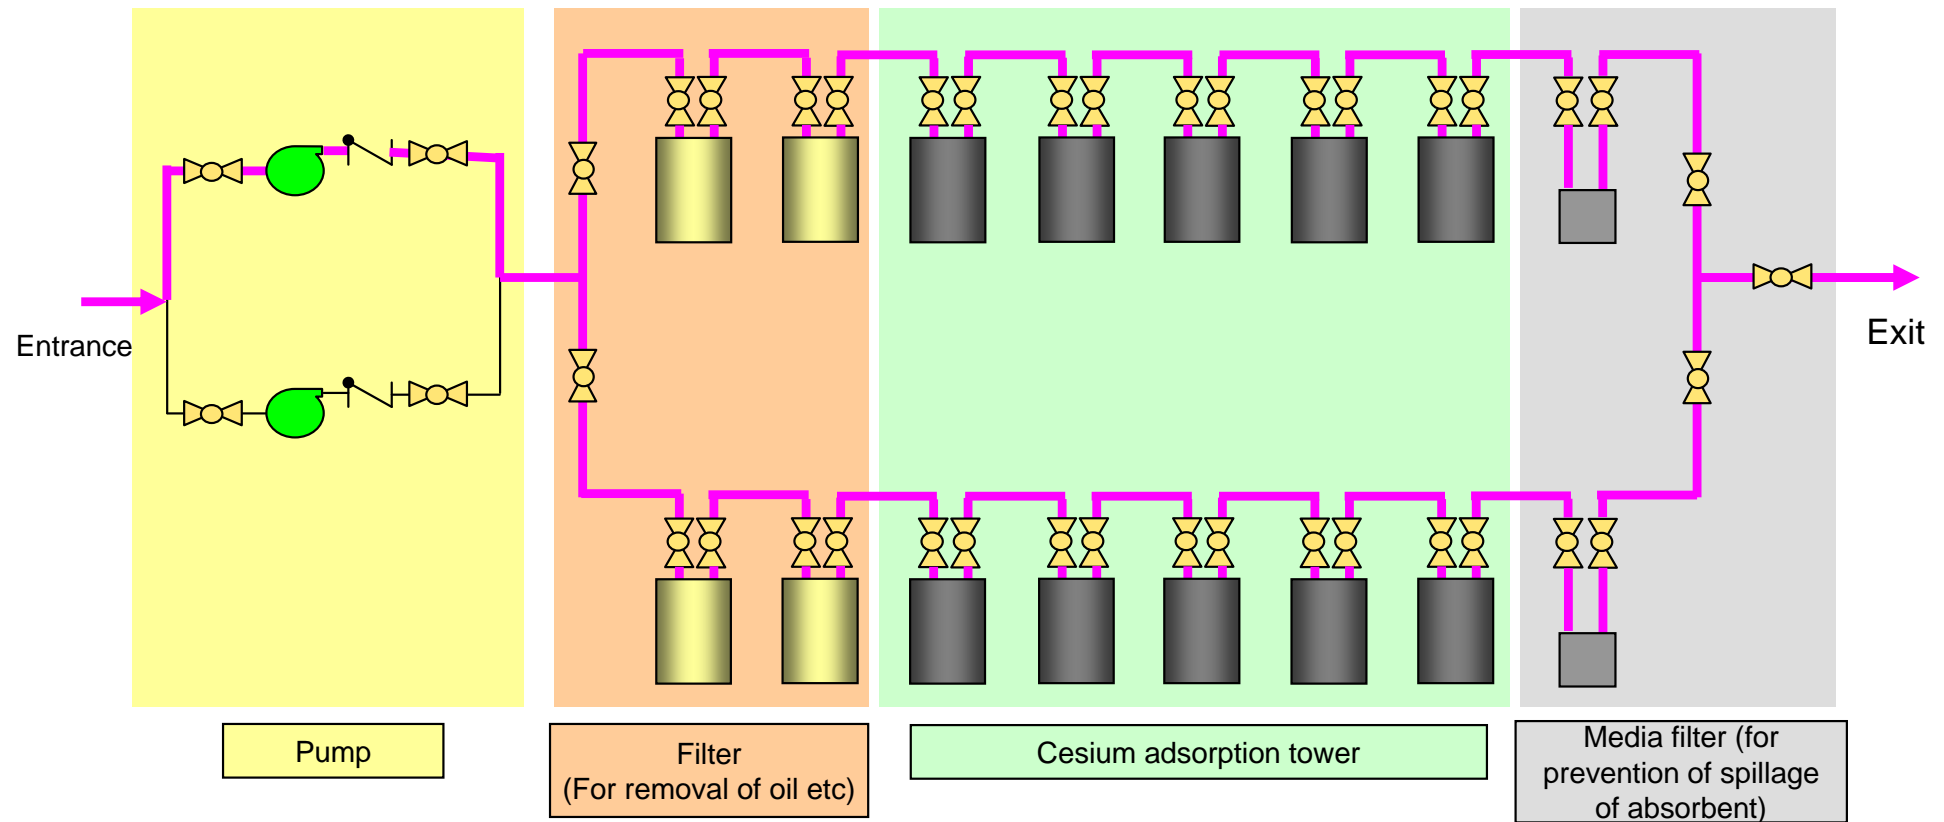 Entrance
Exit
Pump
Filter
(For removal of oil etc)
Cesium adsorption tower
Media filter (for
prevention of spillage
of absorbent)